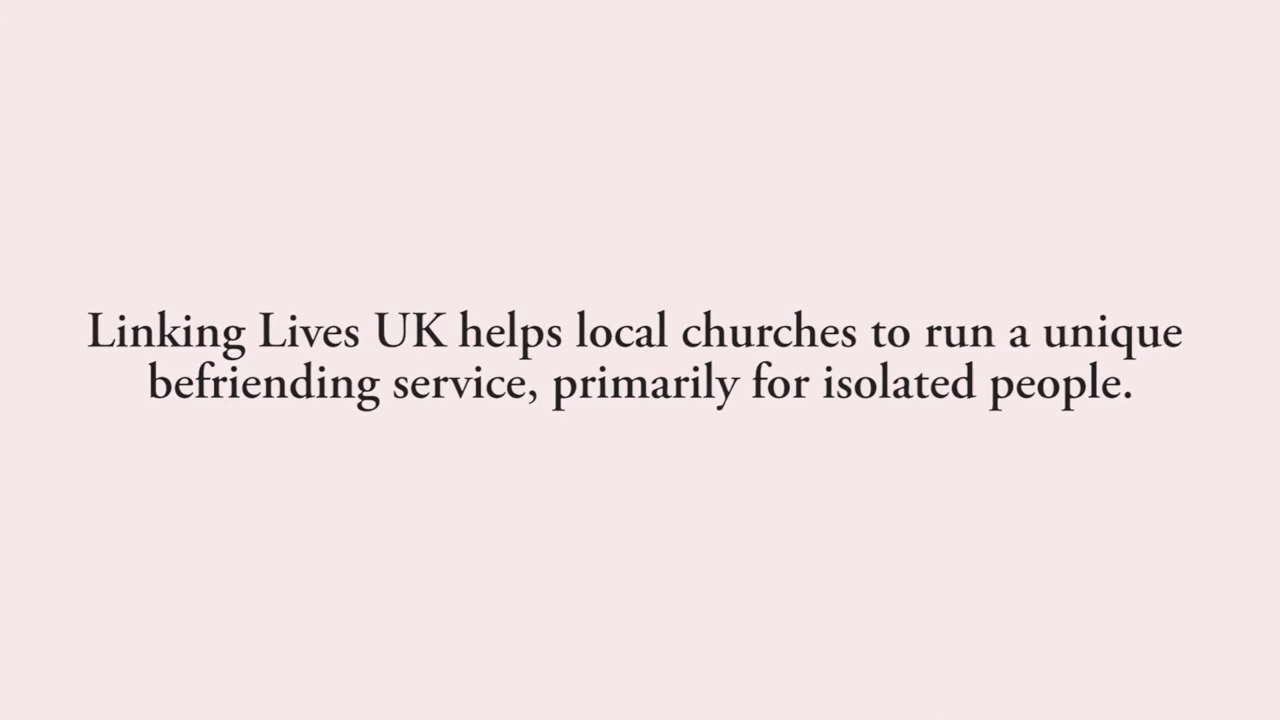 Linking Lives UK helps local churches to run a unique
befriending service, primarily for isolated people.